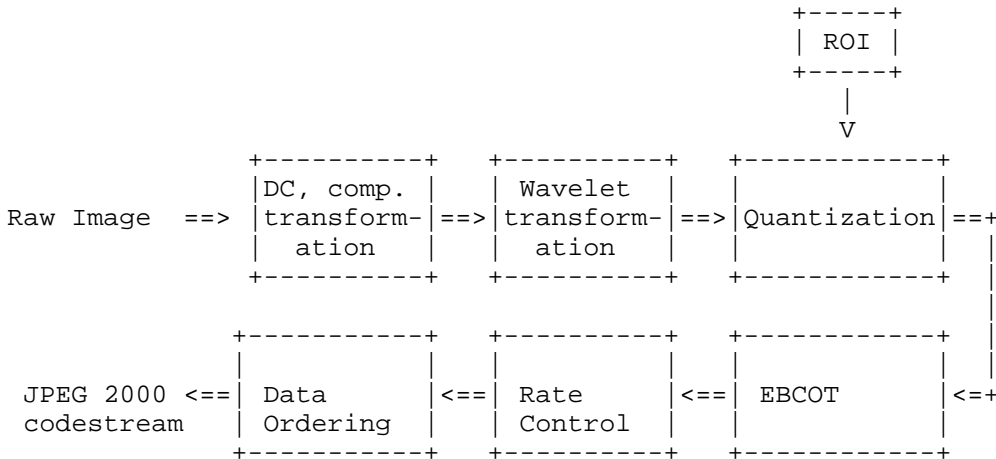 ROI
DC, comp. Wavelet
Raw Image ==> transform- ==> transform- ==> Quantization ==+
ation ation
JPEG 2000 <== Data <== Rate <== EBCOT <=+
codestream Ordering Control